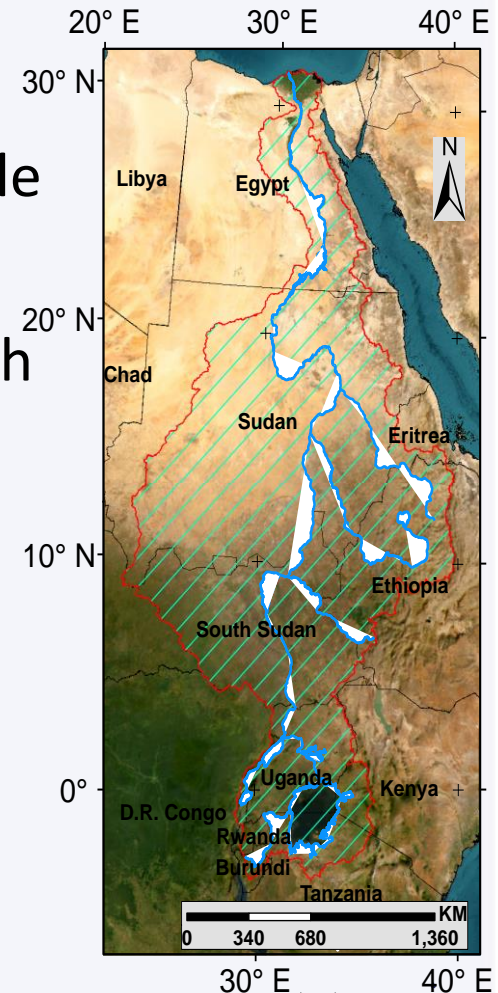 20° E 30° E 40° E
30° N
N
le
Libya
Egypt
20° N
h
Chad
Sudan
Eritrea
10° N
Ethiopia
South Sudan
Uganda
0°
Kenya
D.R. Congo
Rwanda
Burundi
Tanzania
KM
0 340 680 1,360
30° E 40° E